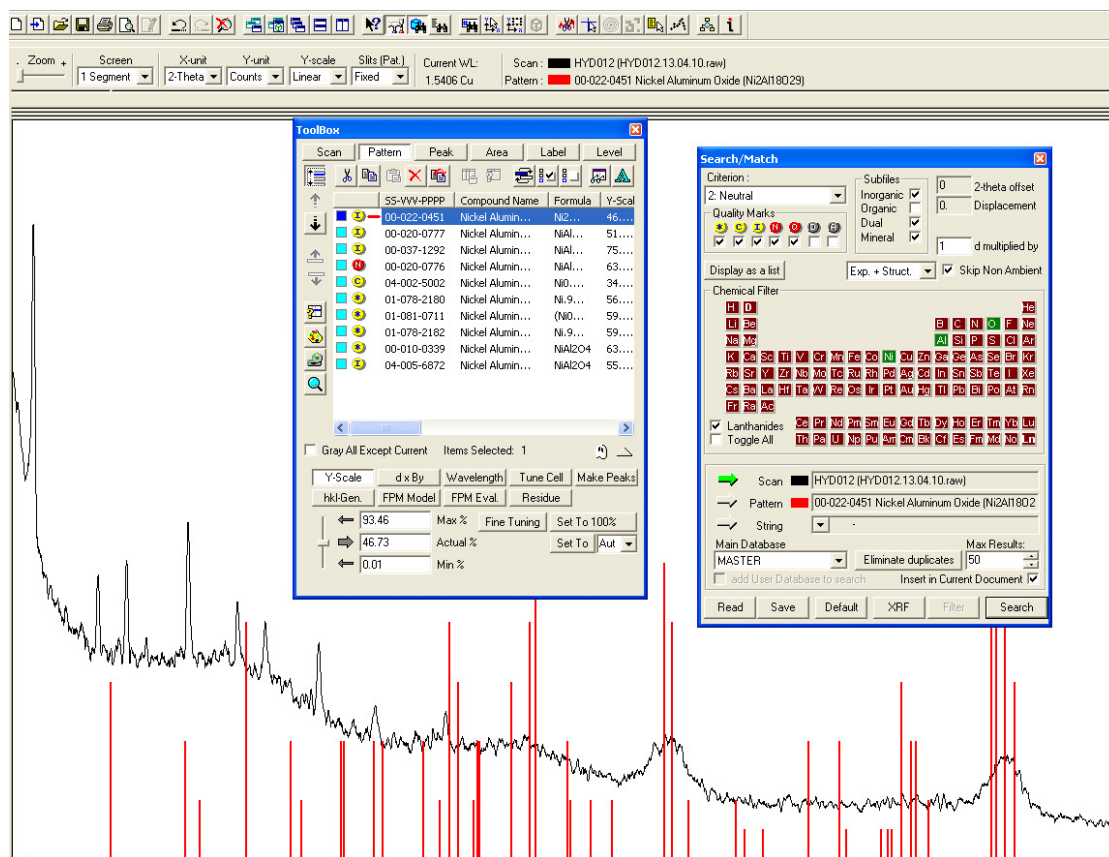 - Zoom +
Screen
1 Segment
X-unit
2-Theta
Y-unit
Counts
Y-scale
Linear
Slits (Pat.)
Fixed
Current WL:
1.5406 Cu
Scan : HYD012 (HYD012.13.04.10.raw)
Pattern : 00-022-0451 Nickel Aluminum Oxide (Ni2Al18O29)
ToolBox
Scan Pattern Peak Area Label Level
SS-VVV-PPPP Compound Name Formula Y-Scal
I 00-022-0451 Nickel Alumin... Ni2... 46....
I 00-020-0777 Nickel Alumin... NiAl... 51....
I 00-037-1292 Nickel Alumin... NiAl... 75....
N 00-020-0776 Nickel Alumin... NiAl... 63....
C 04-002-5002 Nickel Alumin... Ni0.... 34....
* 01-078-2180 Nickel Alumin... Ni.9... 56....
* 01-081-0711 Nickel Alumin... (Ni0... 59....
* 01-078-2182 Nickel Alumin... Ni.9... 59....
* 00-010-0339 Nickel Alumin... NiAl2O4 63....
I 04-005-6872 Nickel Alumin... NiAl2O4 55....
Gray All Except Current Items Selected: 1
Y-Scale d x By Wavelength Tune Cell Make Peaks
hkl-Gen. FPM Model FPM Eval. Residue
93.46 Max % Fine Tuning Set To 100%
46.73 Actual % Set To Aut
0.01 Min %
Search/Match
Criterion :
2: Neutral
Quality Marks
* C I N Q D R
Subfiles
Inorganic
Organic
Dual
Mineral
0 2-theta offset
0. Displacement
1 d multiplied by
Display as a list Exp. + Struct. Skip Non Ambient
Chemical Filter
H D He
Li Be B C N O F Ne
Na Mg Al Si P S Cl Ar
K Ca Sc Ti V Cr Mn Fe Co Ni Cu Zn Ga Ge As Se Br Kr
Rb Sr Y Zr Nb Mo Tc Ru Rh Pd Ag Cd In Sn Sb Te I Xe
Cs Ba La Hf Ta W Re Os Ir Pt Au Hg Tl Pb Bi Po At Rn
Fr Ra Ac
Lanthanides Ce Pr Nd Pm Sm Eu Gd Tb Dy Ho Er Tm Yb Lu
Toggle All Th Pa U Np Pu Am Cm Bk Cf Es Fm Md No Ln
Scan HYD012 (HYD012.13.04.10.raw)
Pattern 00-022-0451 Nickel Aluminum Oxide (Ni2Al18O2
String -
Main Database
MASTER
Eliminate duplicates
Max Results:
50
add User Database to search Insert in Current Document
Read Save Default XRF Filter Search